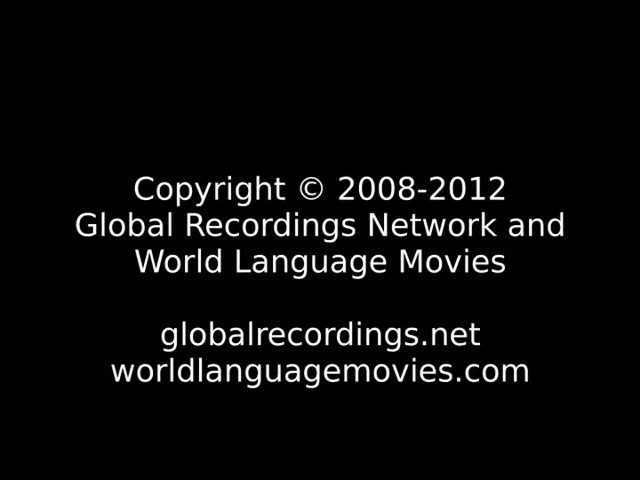 Copyright © 2008-2012
Global Recordings Network and
World Language Movies
globalrecordings.net
worldlanguagemovies.com